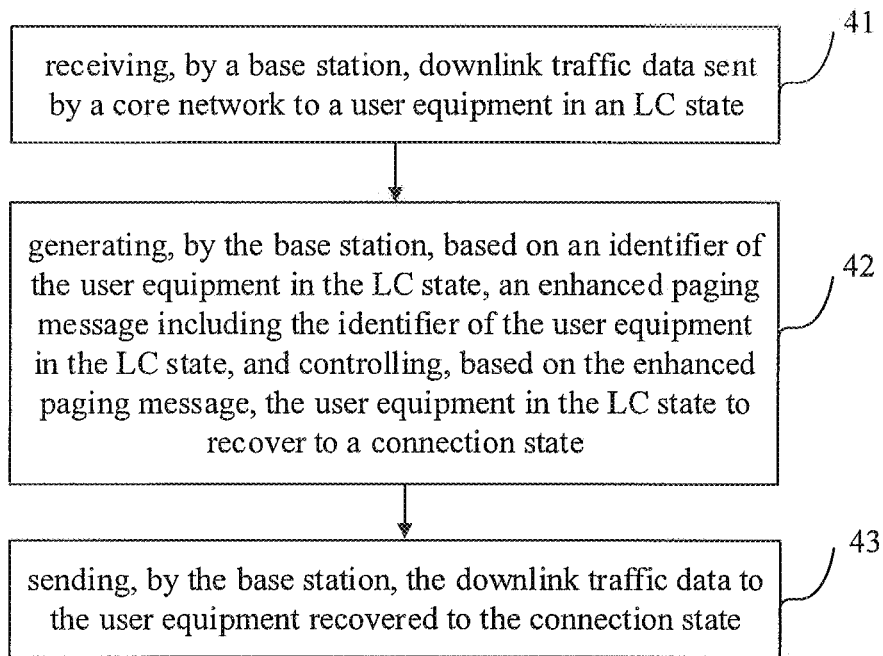 41
receiving, by a base station, downlink traffic data sent
by a core network to a user equipment in an LC state
generating, by the base station, based on an identifier of
the user equipment in the LC state, an enhanced paging
message including the identifier of the user equipment
in the LC state, and controlling, based on the enhanced
paging message, the user equipment in the LC state to
recover to a connection state
42
sending, by the base station, the downlink traffic data to
the user equipment recovered to the connection state
43